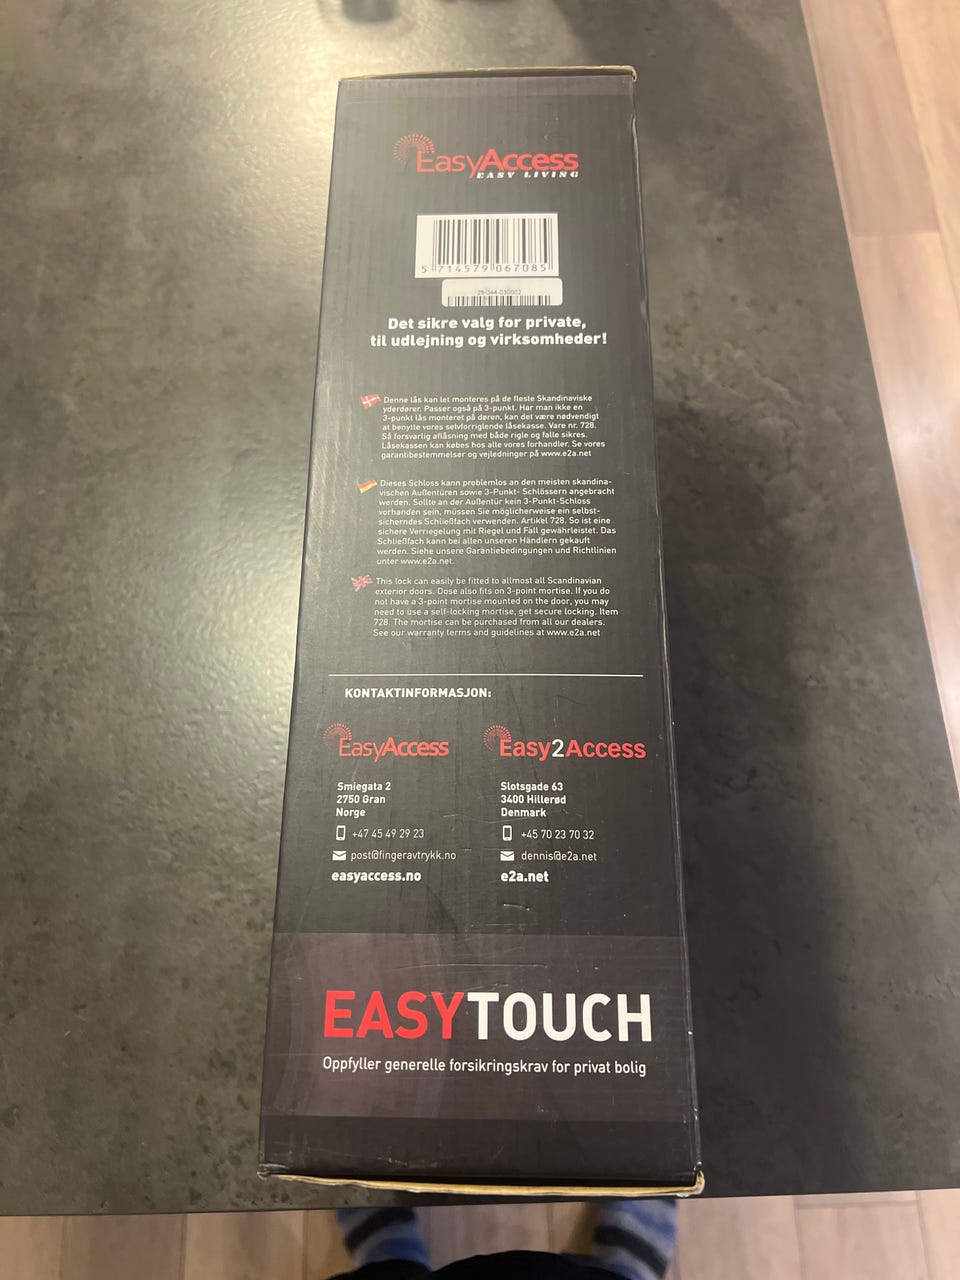 EasyAccess
EASY LIVING
5 714579 067085
Det sikre valg for private,
til udlejning og virksomheder!
Denne lås kan let monteres på de fleste Skandinaviske
yderdører. Passer også på 3-punkt. Har man ikke en
3-punkt lås monteret på døren, kan det være nødvendigt
at benytte vores selvforriglende låsekasse. Vare nr. 728.
Så forsvarlig aflåsning med både rigle og falle sikres.
Låsekassen kan købes hos alle vores forhandler. Se vores
garantibestemmelser og vejledninger på www.e2a.net
Dieses Schloss kann problemlos an den meisten skandina-
vischen Außentüren sowie 3-Punkt- Schlössern angebracht
werden. Sollte an der Außentür kein 3-Punkt-Schloss
vorhanden sein, müssen Sie möglicherweise ein selbst-
sicherndes Schließfach verwenden. Artikel 728. So ist eine
sichere Verriegelung mit Riegel und Fall gewährleistet. Das
Schließfach kann bei allen unseren Händlern gekauft
werden. Siehe unsere Garantiebedingungen und Richtlinien
unter www.e2a.net.
This lock can easily be fitted to allmost all Scandinavian
exterior doors. Dose also fits on 3-point mortise. If you do
not have a 3-point mortise mounted on the door, you may
need to use a self-locking mortise, get secure locking. Item
728. The mortise can be purchased from all our dealers.
See our warranty terms and guidelines at www.e2a.net
KONTAKTINFORMASJON:
EasyAccess
Smiegata 2
2750 Gran
Norge
+47 45 49 29 23
post@fingeravtrykk.no
easyaccess.no
Easy2Access
Slotsgade 63
3400 Hillerød
Denmark
+45 70 23 70 32
dennis@e2a.net
e2a.net
EASYTOUCH
Oppfyller generelle forsikringskrav for privat bolig